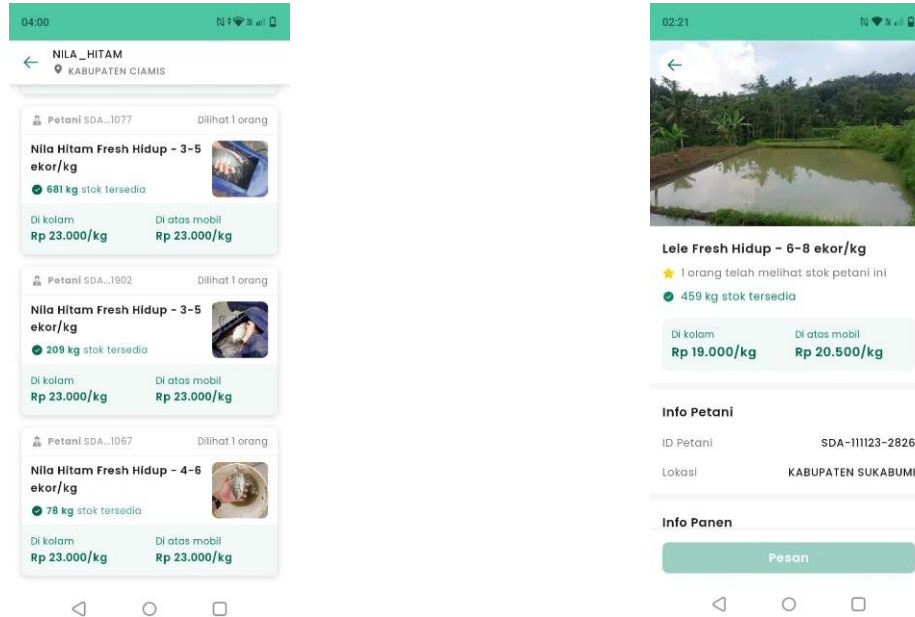 04:00
NILA_HITAM
KABUPATEN CIAMIS
Petani SDA...1077
Dilihat 1 orang
Nila Hitam Fresh Hidup - 3-5
ekor/kg
681 kg stok tersedia
Di kolam
Di atas mobil
Rp 23.000/kg
Rp 23.000/kg
Petani SDA...1902
Dilihat 1 orang
Nila Hitam Fresh Hidup - 3-5
ekor/kg
209 kg stok tersedia
Di kolam
Di atas mobil
Rp 23.000/kg
Rp 23.000/kg
Petani SDA...1067
Dilihat 1 orang
Nila Hitam Fresh Hidup - 4-6
ekor/kg
78 kg stok tersedia
Di kolam
Di atas mobil
Rp 23.000/kg
Rp 23.000/kg
02:21
Lele Fresh Hidup - 6-8 ekor/kg
1 orang telah melihat stok petani ini
459 kg stok tersedia
Di kolam
Di atas mobil
Rp 19.000/kg
Rp 20.500/kg
Info Petani
ID Petani
SDA-111123-2826
Lokasi
KABUPATEN SUKABUMI
Info Panen
Pesan